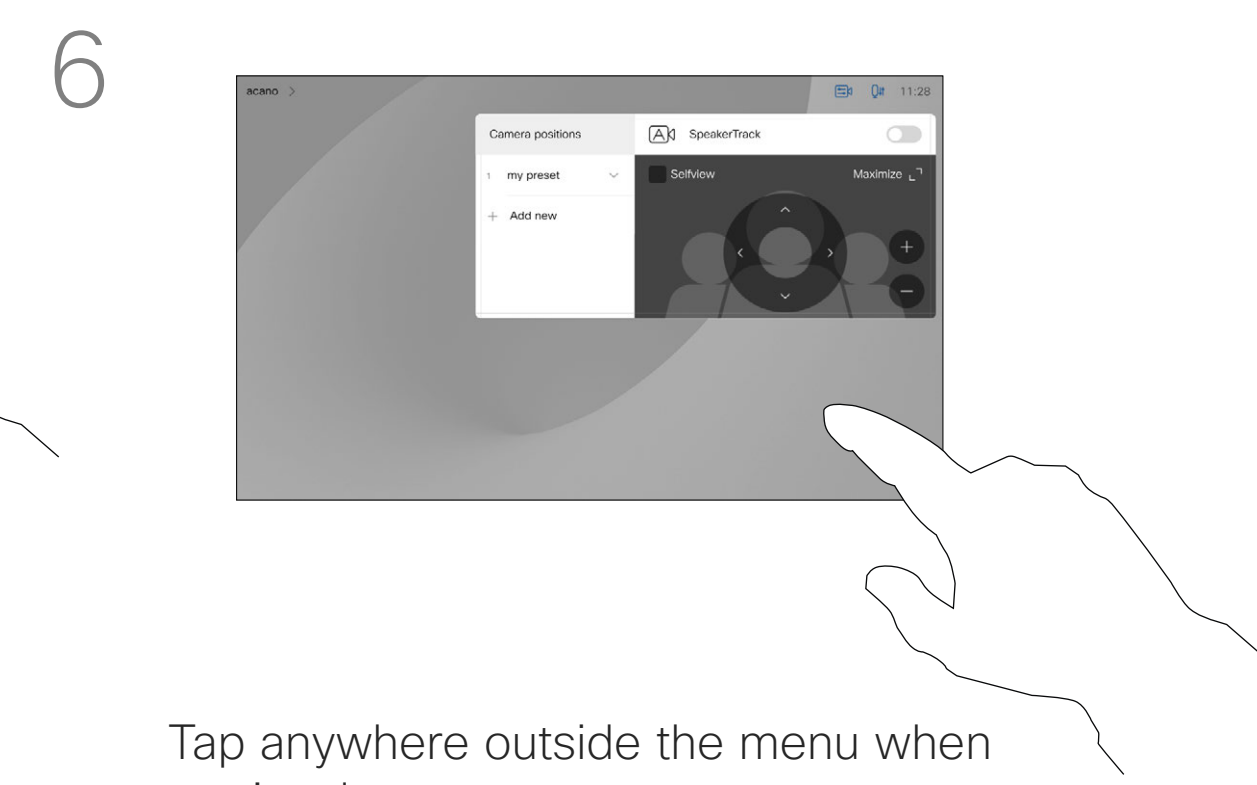 6
acano >
11:28
Camera positions
SpeakerTrack
1 my preset
Selfview
Maximize
+ Add new
Tap anywhere outside the menu when